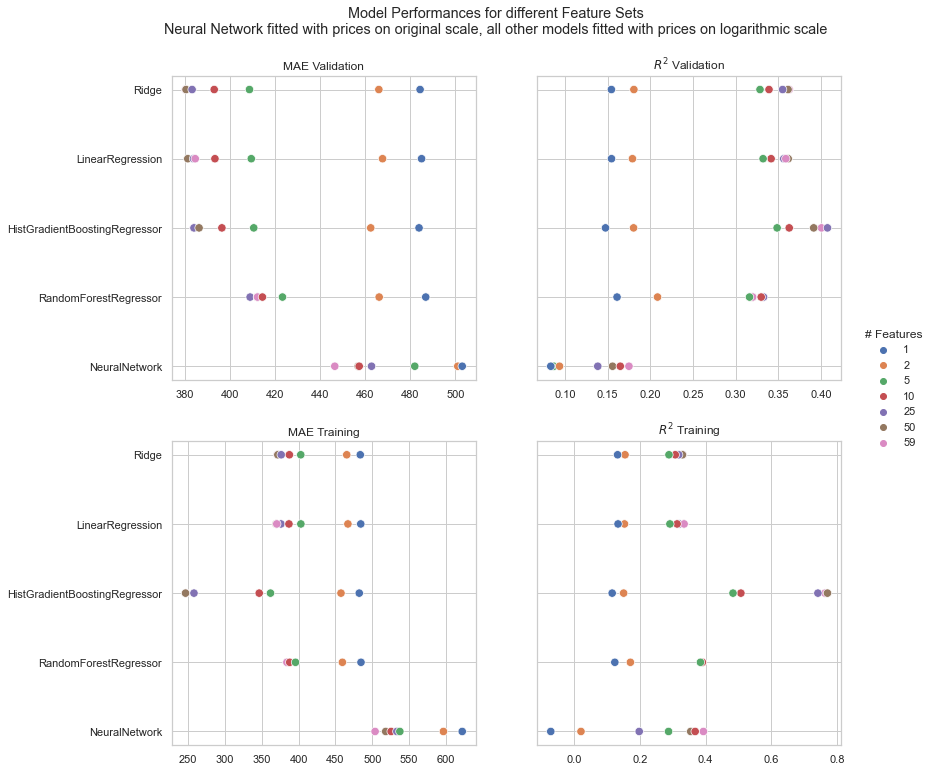 Model Performances for different Feature Sets
Neural Network fitted with prices on original scale, all other models fitted with prices on logarithmic scale
MAE Validation
R² Validation
Ridge
LinearRegression
HistGradientBoostingRegressor
RandomForestRegressor
NeuralNetwork
380 400 420 440 460 480 500
0.10 0.15 0.20 0.25 0.30 0.35 0.40
# Features
1
2
5
10
25
50
59
MAE Training
R² Training
Ridge
LinearRegression
HistGradientBoostingRegressor
RandomForestRegressor
NeuralNetwork
250 300 350 400 450 500 550 600
0.0 0.2 0.4 0.6 0.8